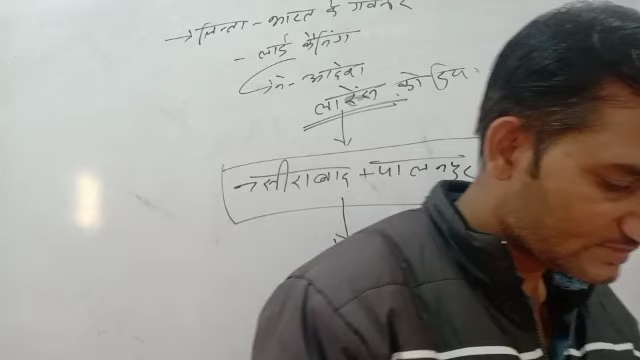 → चिन्ता - भारत के गवर्नर
- लार्ड कैनिंग
ने - आदेश
लारेंस को दिया
नसीराबाद + पालनपुर